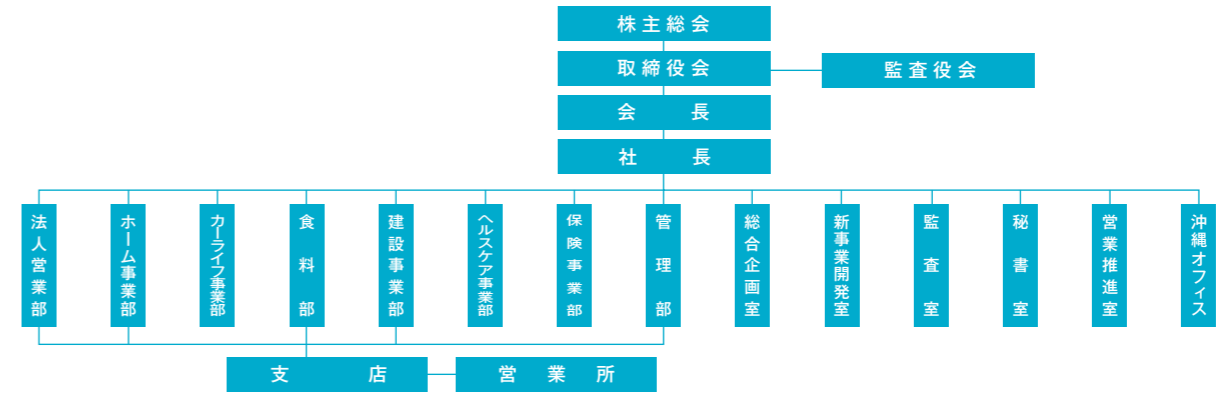 株主総会
取締役会
監査役会
会長
社長
法人営業部
ホーム事業部
カーライフ事業部
食料部
建設事業部
ヘルスケア事業部
保険事業部
管理部
総合企画室
新事業開発室
監査室
秘書室
営業推進室
沖縄オフィス
支店
営業所